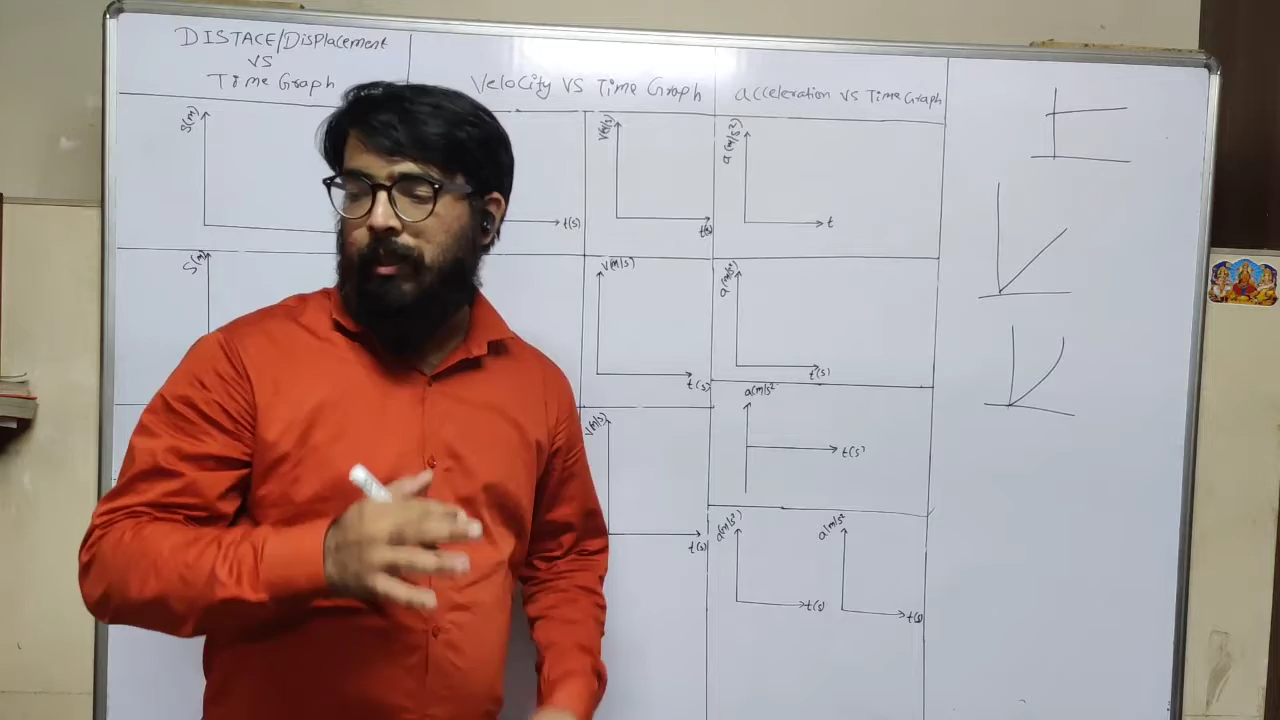 DISTACE/Displacement
vs
Time Graph
Velocity VS Time Graph
acceleration vs Time Graph
S(m)
t(s)
V(m/s)
t(s)
a (m/s²)
t
S(m)
V(m/s)
t(s)
a(m/s²)
t(s)
V(m/s)
t(s)
a(m/s²
t(s)
a(m/s²)
t(s)
a(m/s²
t(s)